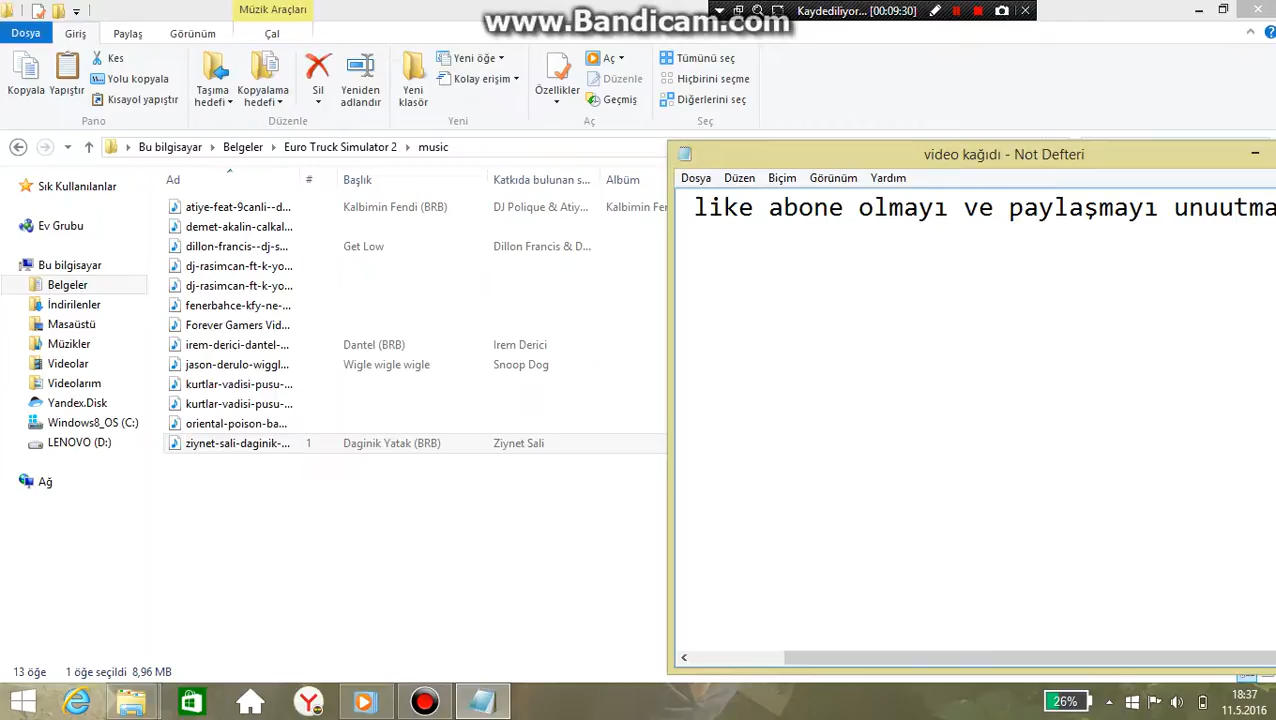 Müzik Araçları
www.Bandicam.com
Kaydediliyor... [00:09:30]
Dosya Giriş Paylaş Görünüm Çal
Kopyala
Yapıştır
Kes
Yolu kopyala
Kısayol yapıştır
Pano
Taşıma hedefi
Kopyalama hedefi
Sil
Yeniden adlandır
Düzenle
Yeni klasör
Yeni öğe
Kolay erişim
Yeni
Özellikler
Aç
Düzenle
Geçmiş
Aç
Tümünü seç
Hiçbirini seçme
Diğerlerini seç
Seç
Bu bilgisayar Belgeler Euro Truck Simulator 2 music
Sık Kullanılanlar
Ev Grubu
Bu bilgisayar
Belgeler
İndirilenler
Masaüstü
Müzikler
Videolar
Videolarım
Yandex.Disk
Windows8_OS (C:)
LENOVO (D:)
Ağ
Ad # Başlık Katkıda bulunan s... Albüm
atiye-feat-9canli--d... Kalbimin Fendi (BRB) DJ Polique & Atiy... Kalbimin Fer
demet-akalin-calkal...
dillon-francis--dj-s... Get Low Dillon Francis & D...
dj-rasimcan-ft-k-yo...
dj-rasimcan-ft-k-yo...
fenerbahce-kfy-ne-...
Forever Gamers Vid...
irem-derici-dantel-... Dantel (BRB) Irem Derici
jason-derulo-wiggl... Wigle wigle wigle Snoop Dog
kurtlar-vadisi-pusu-...
kurtlar-vadisi-pusu-...
oriental-poison-ba...
ziynet-sali-daginik-... 1 Daginik Yatak (BRB) Ziynet Sali
video kağıdı - Not Defteri
Dosya Düzen Biçim Görünüm Yardım
like abone olmayı ve paylaşmayı unuutma
13 öğe 1 öğe seçildi 8,96 MB
26%
18:37
11.5.2016